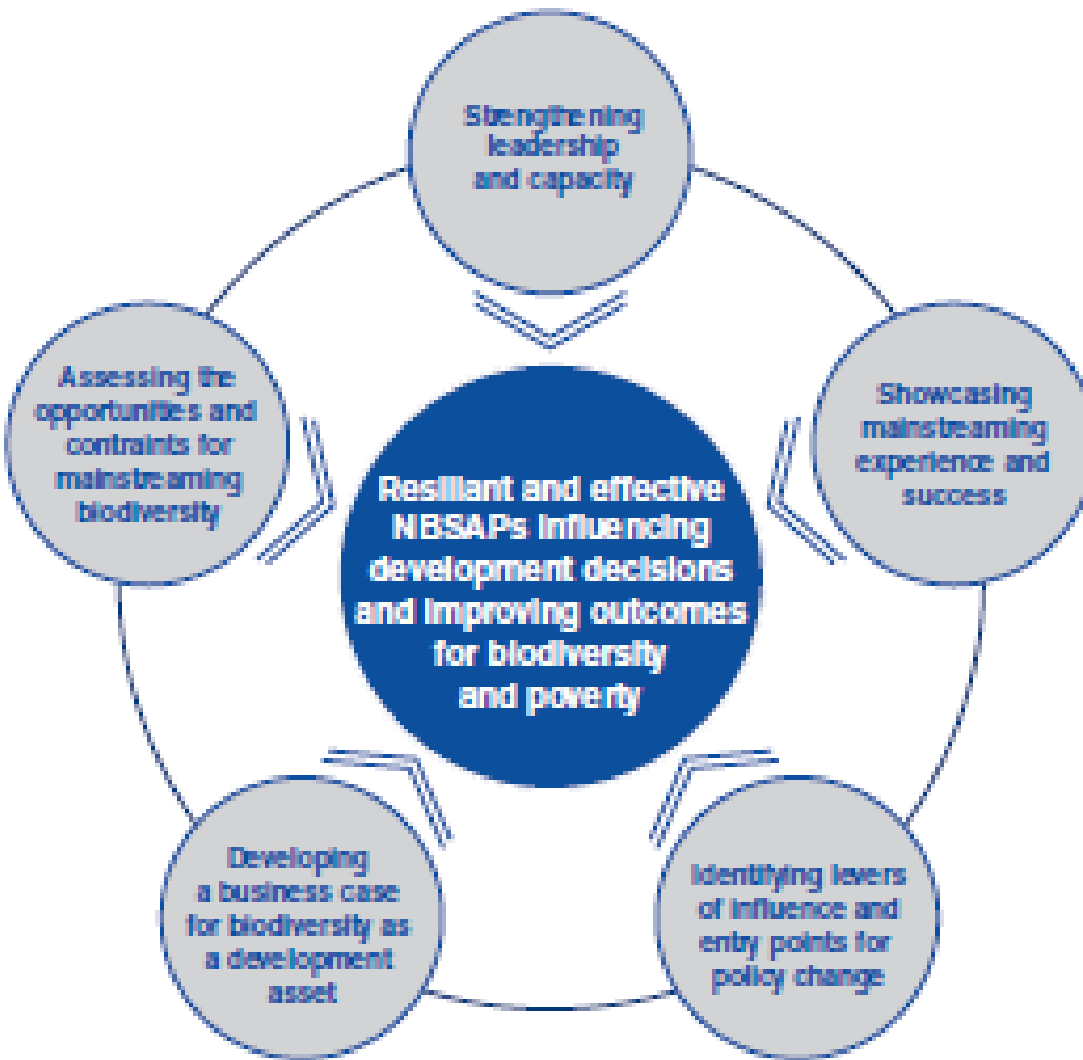 Strengthening
leadership
and capacity
Assessing the
opportunities and
contraints for
mainstreaming
biodiversity
Showcasing
mainstreaming
experience and
success
Resiliant and effective
NBSAPs influencing
development decisions
and improving outcomes
for biodiversity
and poverty
Developing
a business case
for biodiversity as
a development
asset
Identifying levers
of influence and
entry points for
policy change